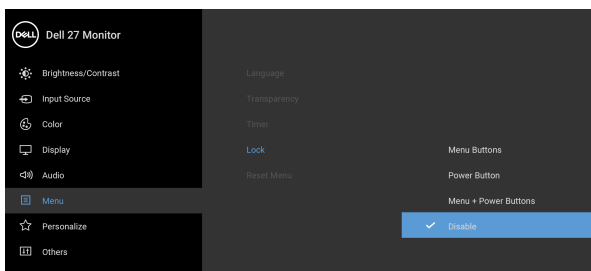 DELL Dell 27 Monitor
Brightness/Contrast Language
Input Source Transparency
Color Timer
Display Lock Menu Buttons
Audio Reset Menu Power Button
Menu Menu + Power Buttons
Personalize Disable
Others